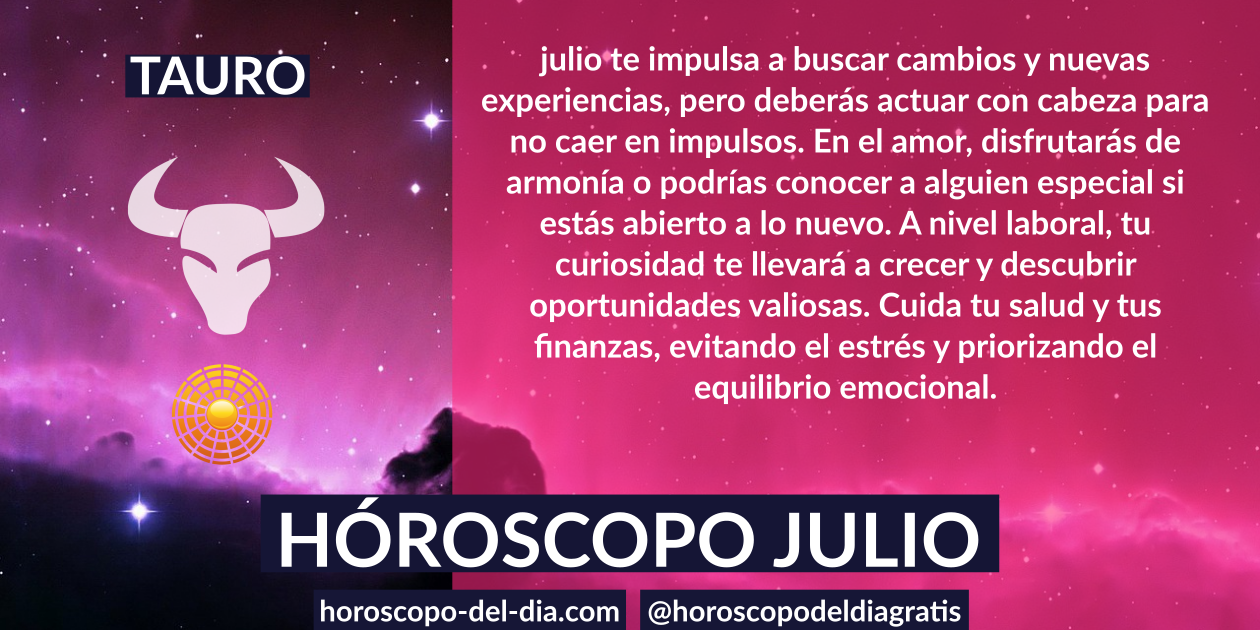 TAURO
julio te impulsa a buscar cambios y nuevas
experiencias, pero deberás actuar con cabeza para
no caer en impulsos. En el amor, disfrutarás de
armonía o podrías conocer a alguien especial si
estás abierto a lo nuevo. A nivel laboral, tu
curiosidad te llevará a crecer y descubrir
oportunidades valiosas. Cuida tu salud y tus
finanzas, evitando el estrés y priorizando el
equilibrio emocional.
HÓROSCOPO JULIO
horoscopo-del-dia.com
@horoscopodeldiagratis